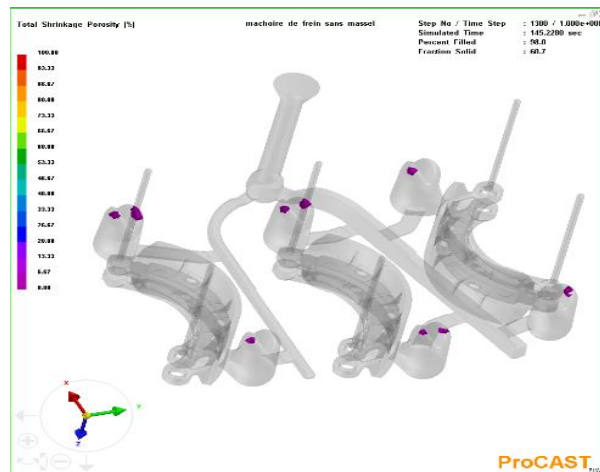 Total Shrinkage Porosity [%]
machoire de frein sans massel
Step No / Time Step : 1300 / 1.000e+00
Simulated Time : 145.2200 sec
Percent Filled : 98.0
Fraction Solid : 60.7
100.00
93.33
86.67
80.00
73.33
66.67
60.00
53.33
46.67
40.00
33.33
26.67
20.00
13.33
6.67
0.00
X
Y
Z
ProCAST